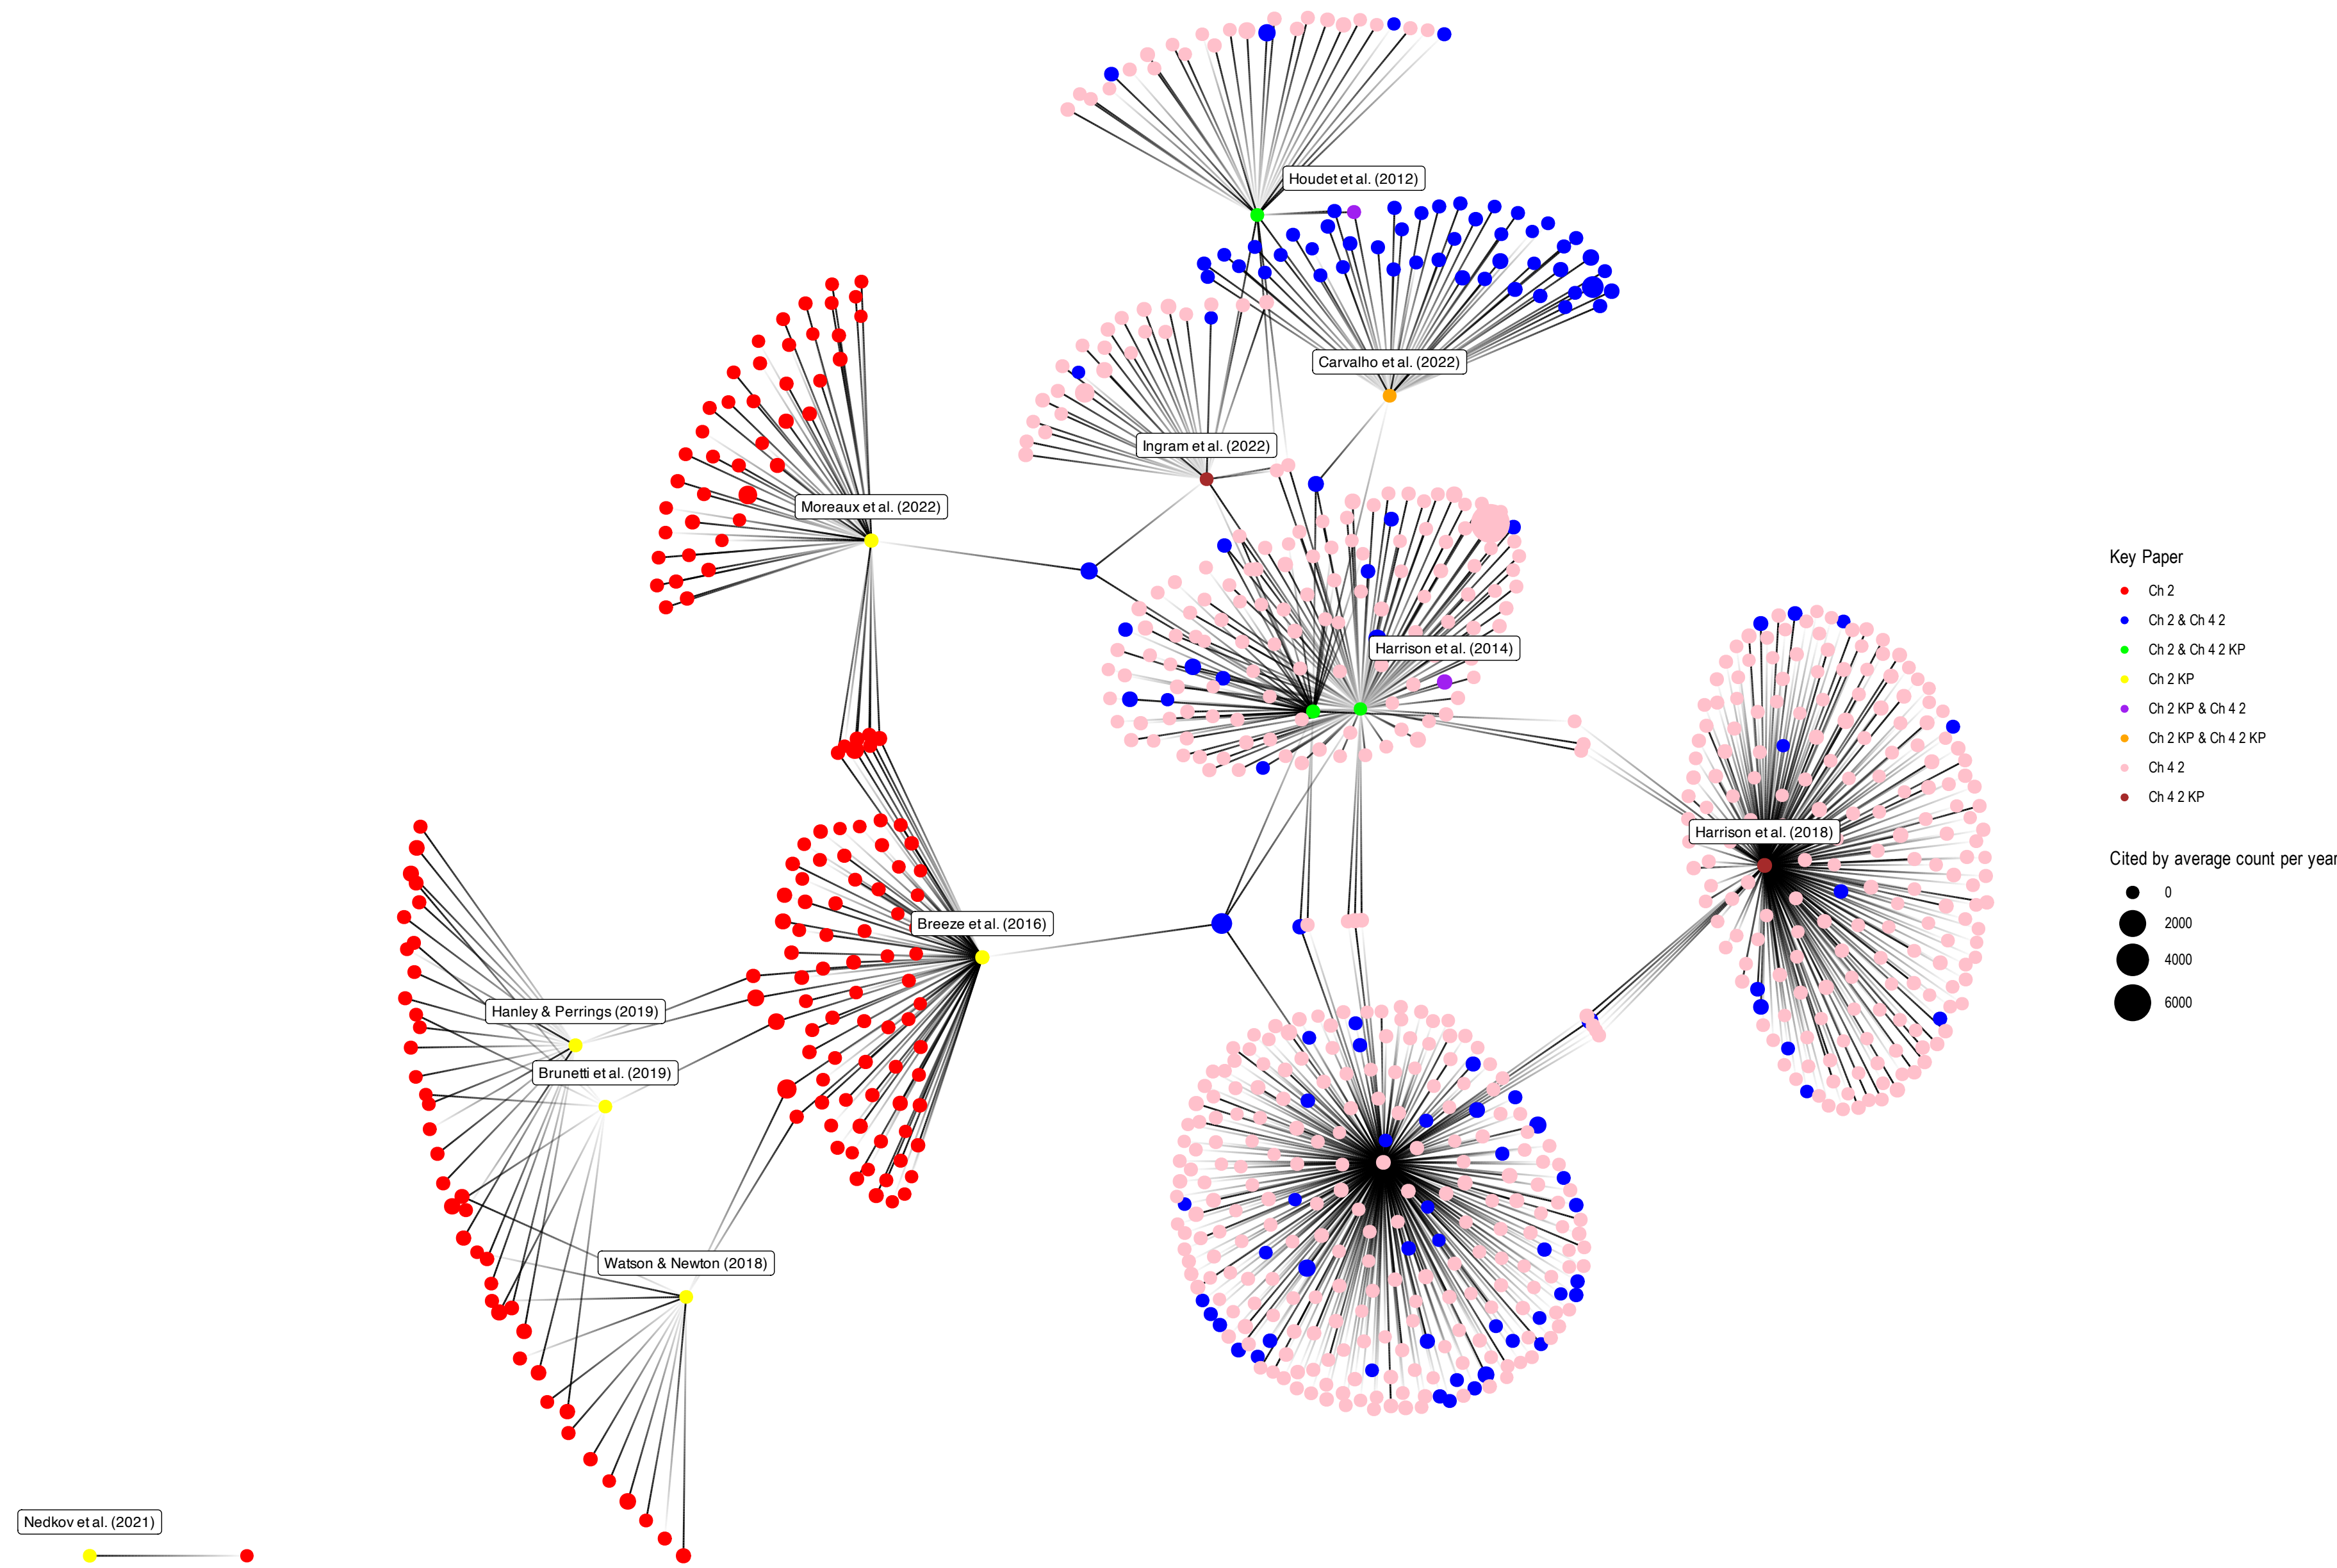 Houdet et al. (2012)
Carvalho et al. (2022)
Ingram et al. (2022)
Moreaux et al. (2022)
Harrison et al. (2014)
Harrison et al. (2018)
Breeze et al. (2016)
Hanley & Perrings (2019)
Brunetti et al. (2019)
Watson & Newton (2018)
Nedkov et al. (2021)
Key Paper
Ch 2
Ch 2 & Ch 4 2
Ch 2 & Ch 4 2 KP
Ch 2 KP
Ch 2 KP & Ch 4 2
Ch 2 KP & Ch 4 2 KP
Ch 4 2
Ch 4 2 KP
Cited by average count per year
0
2000
4000
6000